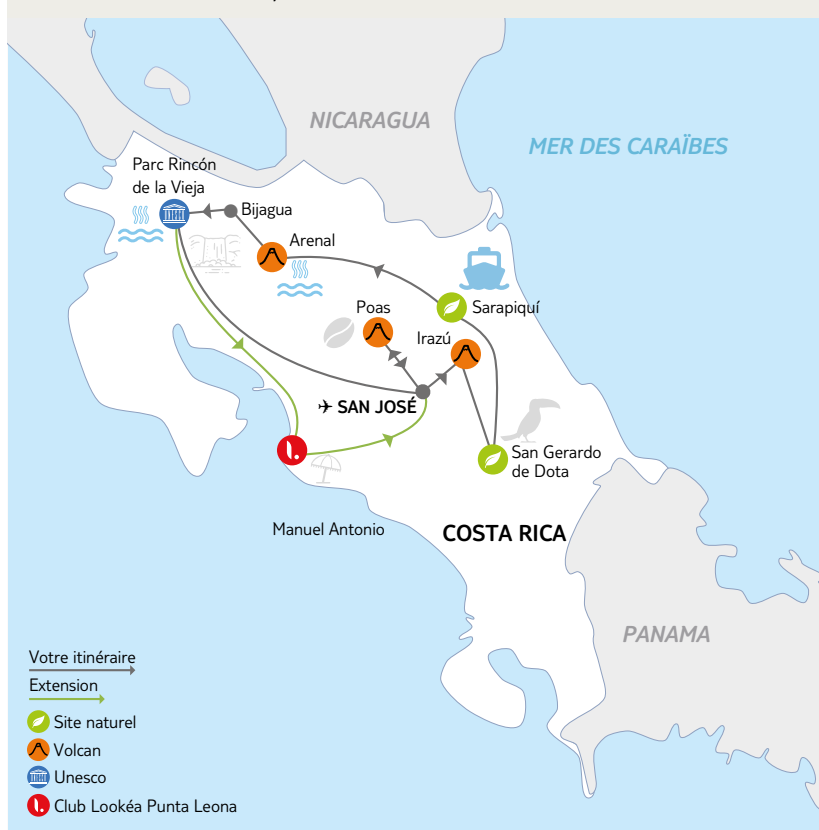 NICARAGUA
MER DES CARAÏBES
Parc Rincón
de la Vieja
Bijagua
Arenal
Sarapiquí
Poas
Irazú
✈ SAN JOSÉ
San Gerardo
de Dota
Manuel Antonio
COSTA RICA
PANAMA
Votre itinéraire
Extension
Site naturel
Volcan
Unesco
Club Lookéa Punta Leona